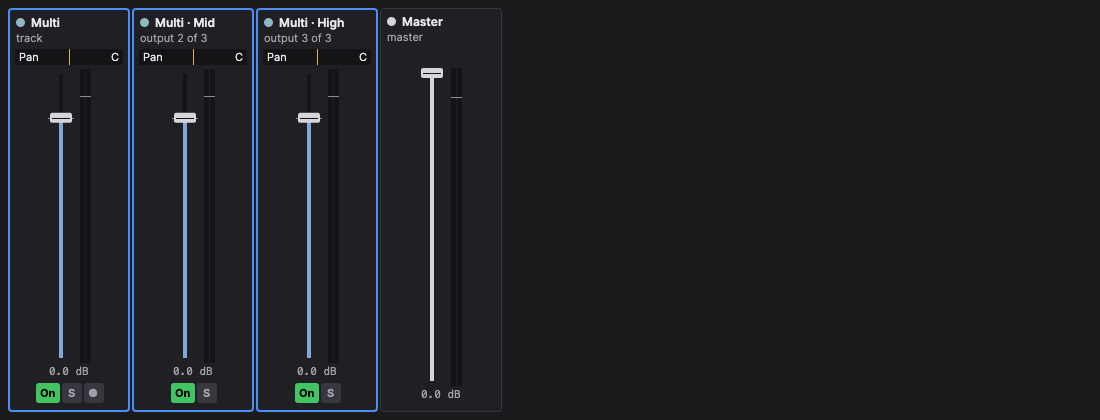 Multi
track
Pan C
0.0 dB
On S
Multi · Mid
output 2 of 3
Pan C
0.0 dB
On S
Multi · High
output 3 of 3
Pan C
0.0 dB
On S
Master
master
0.0 dB